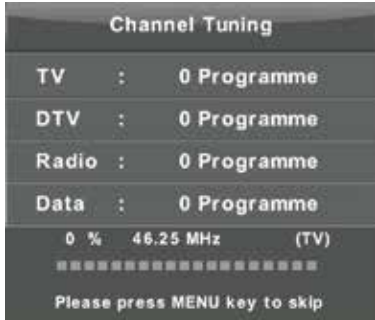 Channel Tuning
TV : 0 Programme
DTV : 0 Programme
Radio : 0 Programme
Data : 0 Programme
0 % 46.25 MHz (TV)
Please press MENU key to skip